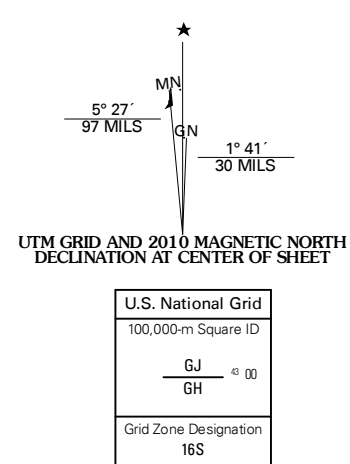 ★
MN
5° 27´
97 MILS
GN
1° 41´
30 MILS
UTM GRID AND 2010 MAGNETIC NORTH
DECLINATION AT CENTER OF SHEET
U.S. National Grid
100,000-m Square ID
GJ
43 00
GH
Grid Zone Designation
16S